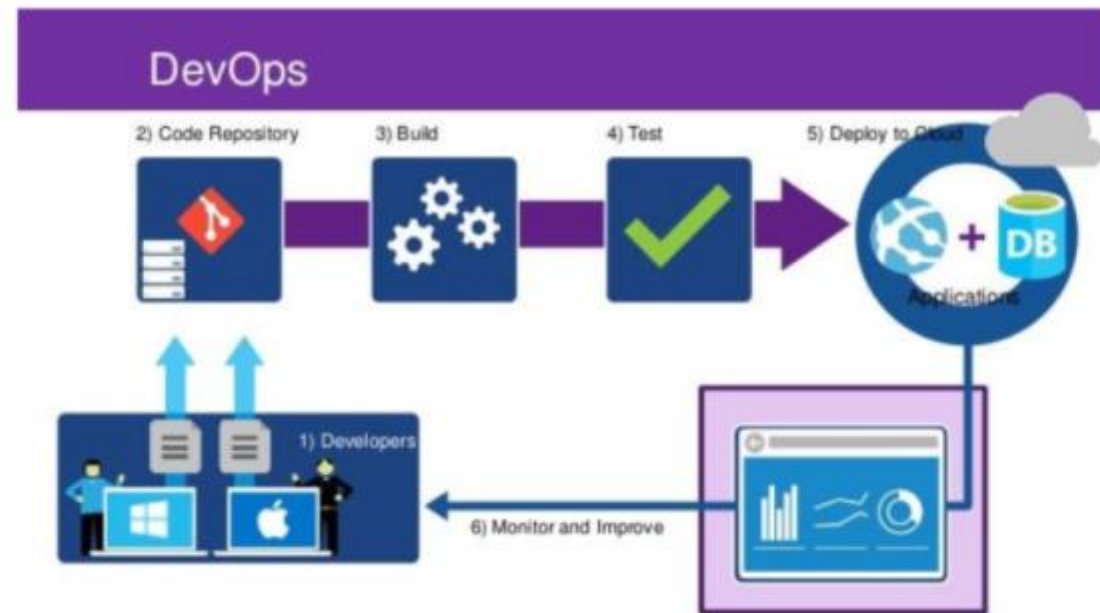 DevOps
2) Code Repository
3) Build
4) Test
5) Deploy to Cloud
+
DB
Applications
1) Developers
6) Monitor and Improve